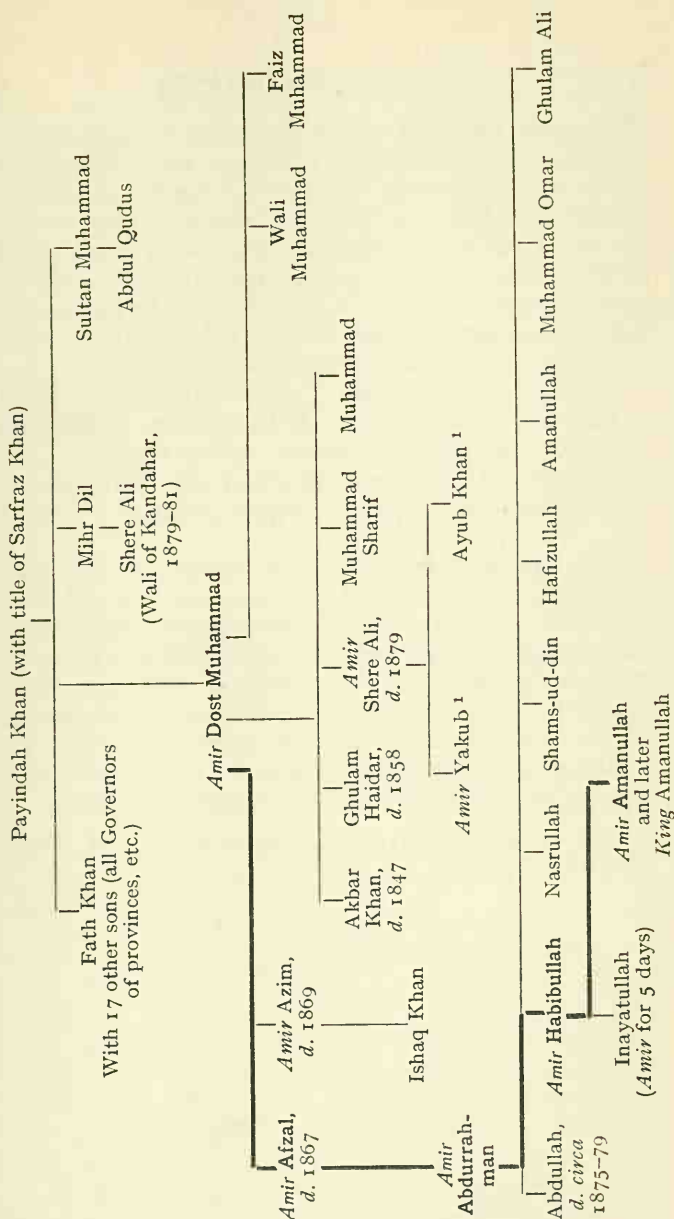 Payindah Khan (with title of Sarfraz Khan)
Fath Khan
With 17 other sons (all Governors
of provinces, etc.)
Mihr Dil
Shere Ali
(Wali of Kandahar,
1879-81)
Sultan Muhammad
Abdul Qudus
Amir Dost Muhammad
Amir Afzal,
d. 1867
Amir Azim,
d. 1869
Ishaq Khan
Akbar
Khan,
d. 1847
Ghulam
Haidar,
d. 1858
Amir
Shere Ali,
d. 1879
Muhammad
Sharif
Muhammad
Wali
Muhammad
Faiz
Muhammad
Amir Yakub ¹
Ayub Khan ¹
Amir
Abdurrah-
man
Abdullah,
d. circa
1875-79
Amir Habibullah
Nasrullah
Shams-ud-din
Hafizullah
Amanullah
Muhammad Omar
Ghulam Ali
Inayatullah
(Amir for 5 days)
Amir Amanullah
and later
King Amanullah